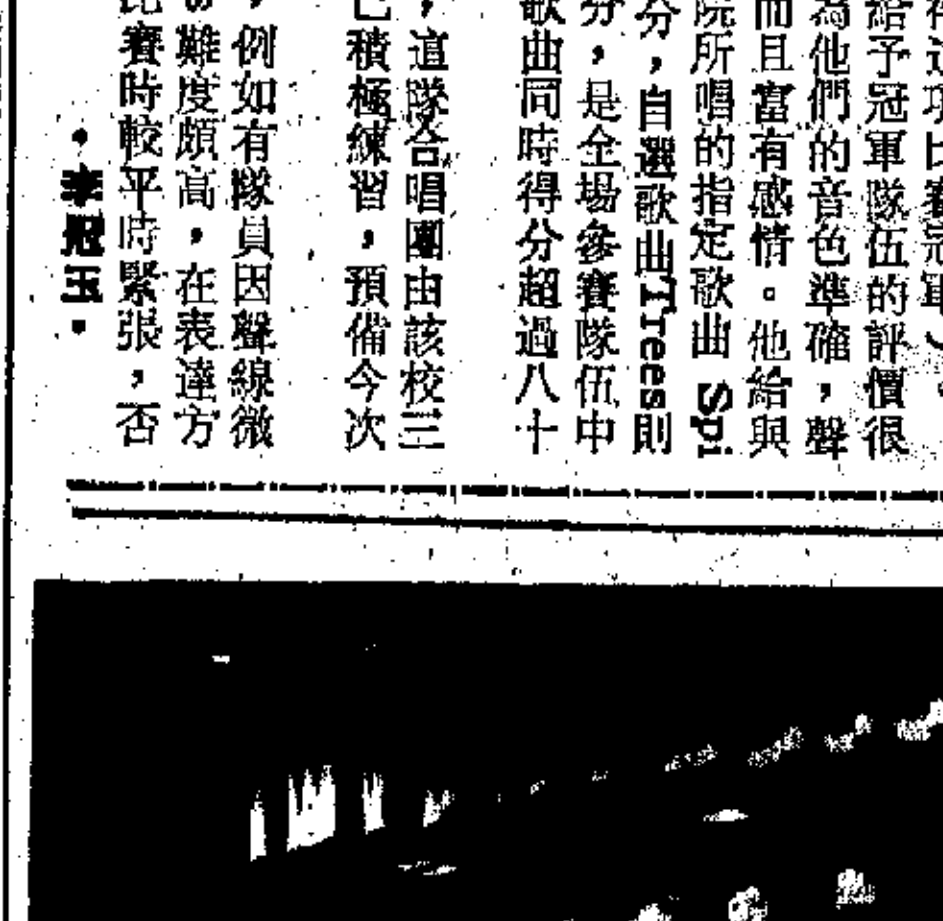 項比賽冠軍）。
給予冠軍隊伍的評價很
為他們的音色準確，聲
而且富有感情。他給與
院所唱的指定歌曲 Spi
分，自選歌曲Trees則
分，是全場參賽隊伍中
歌曲同時得分超過八十
，這隊合唱團由該校三
積極練習，預備今次
，例如有隊員因聲線微
難度頗高，在表達方
比賽時較平時緊張，否
・李冠玉・